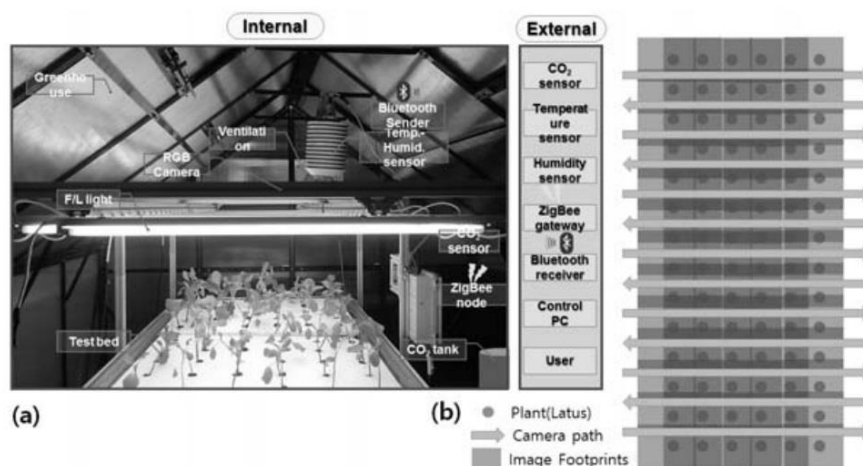 Internal
External
Greenho
use
Bluetooth
Sender
Ventilati
on
Temp.-
Humid.
sensor
RGB
Camera
F/L light
CO2
sensor
ZigBee
node
Test bed
CO2 tank
CO2
sensor
Temperat
ure
sensor
Humidity
sensor
ZigBee
gateway
Bluetooth
receiver
Control
PC
User
(a)
(b)
Plant(Latus)
Camera path
Image Footprints